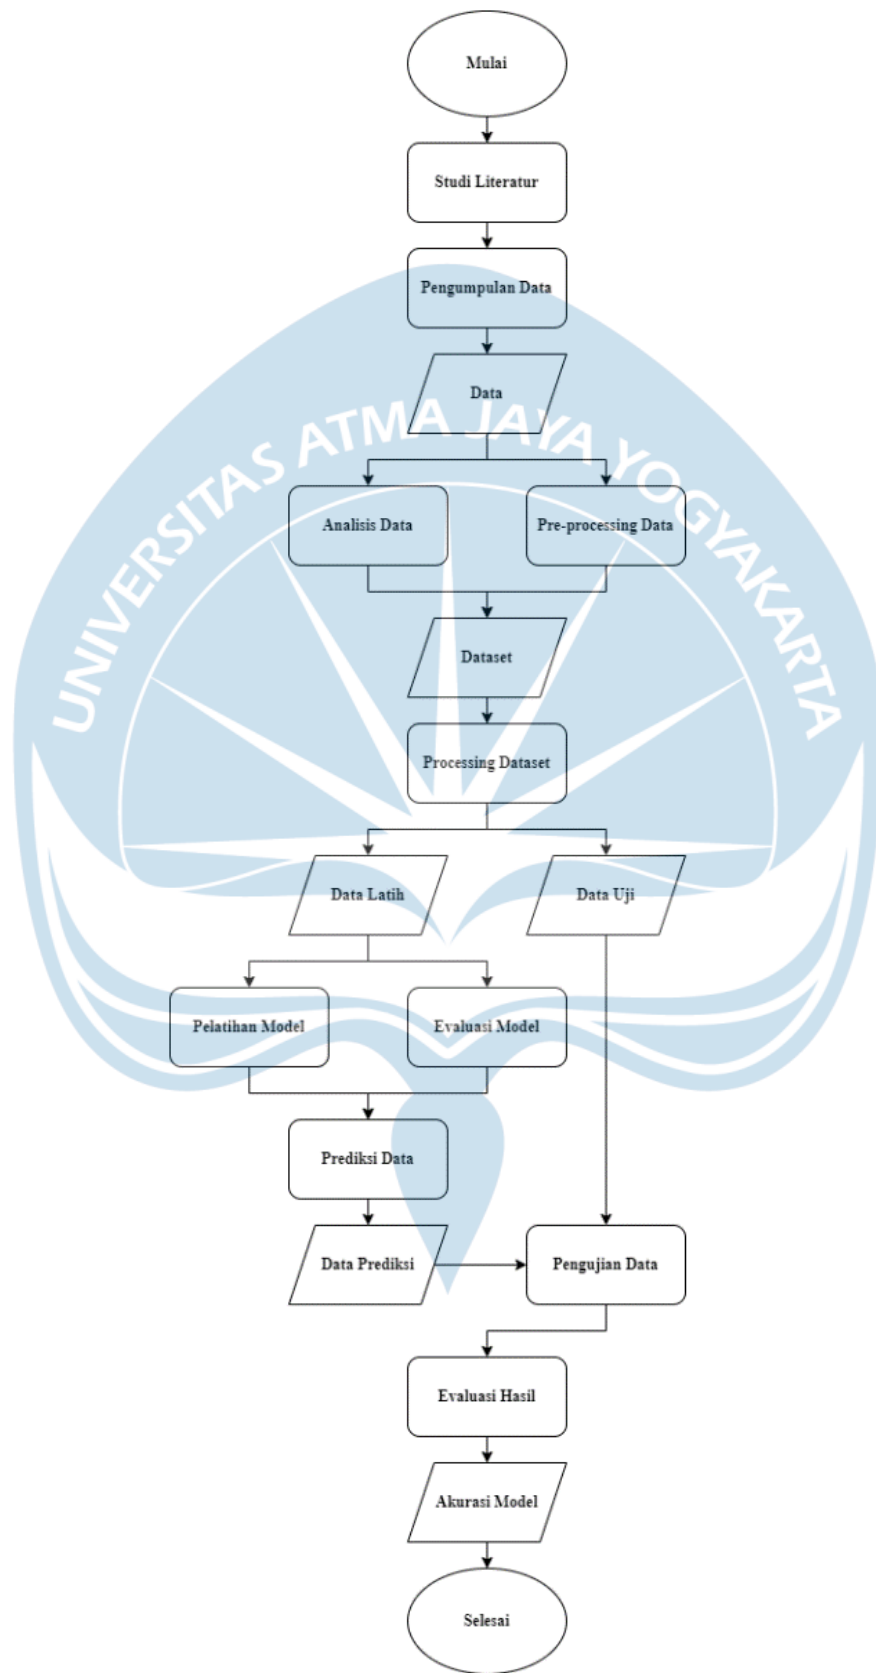 Mulai
Studi Literatur
Pengumpulan Data
Data
UNIVERSITAS ATMA JAYA YOGYAKARTA
Analisis Data
Pre-processing Data
Dataset
Processing Dataset
Data Latih
Data Uji
Pelatihan Model
Evaluasi Model
Prediksi Data
Data Prediksi
Pengujian Data
Evaluasi Hasil
Akurasi Model
Selesai